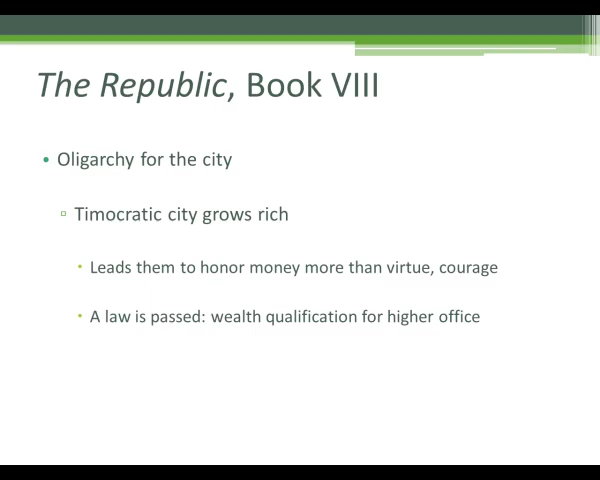 The Republic, Book VIII
• Oligarchy for the city
▫ Timocratic city grows rich
• Leads them to honor money more than virtue, courage
• A law is passed: wealth qualification for higher office